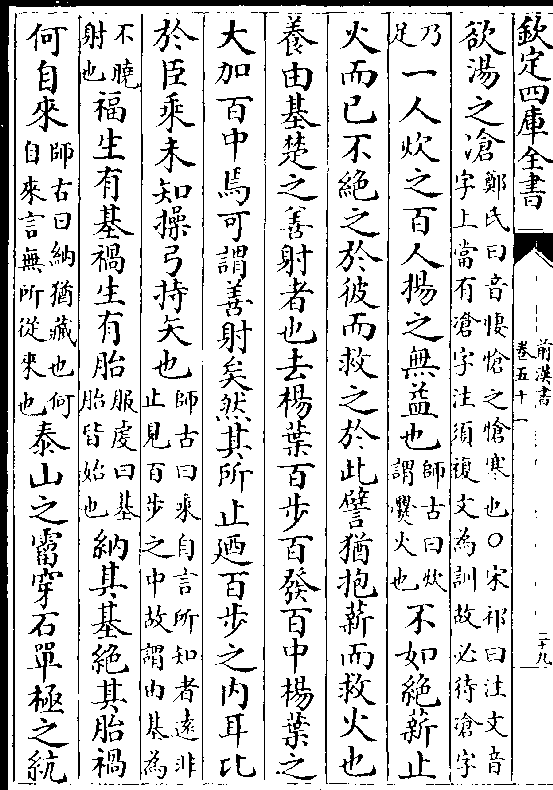 欽定四庫全書
前漢書
卷五十一
二十九
欲湯之凔鄭氏曰音悽愴之愴寒也○宋祁曰注文音
字上當有滄字注須復文為訓故必待滄字
乃
足一人炊之百人揚之無益也師古曰炊
謂爨火也不如絶薪止
火而已不絶之於彼而救之於此譬猶抱薪而救火也
養由基楚之善射者也去楊葉百步百發百中楊葉之
大加百中焉可謂善射矣然其所止廼百步之内耳比
於臣乘未知操弓持矢也師古曰乘自言所知者遠非
止見百步之中故謂由基為
不曉
射也福生有基禍生有胎服虔曰基
胎皆始也納其基絶其胎禍
何自來師古曰納猶藏也何
自來言無所從來也泰山之霤穿石單極之統